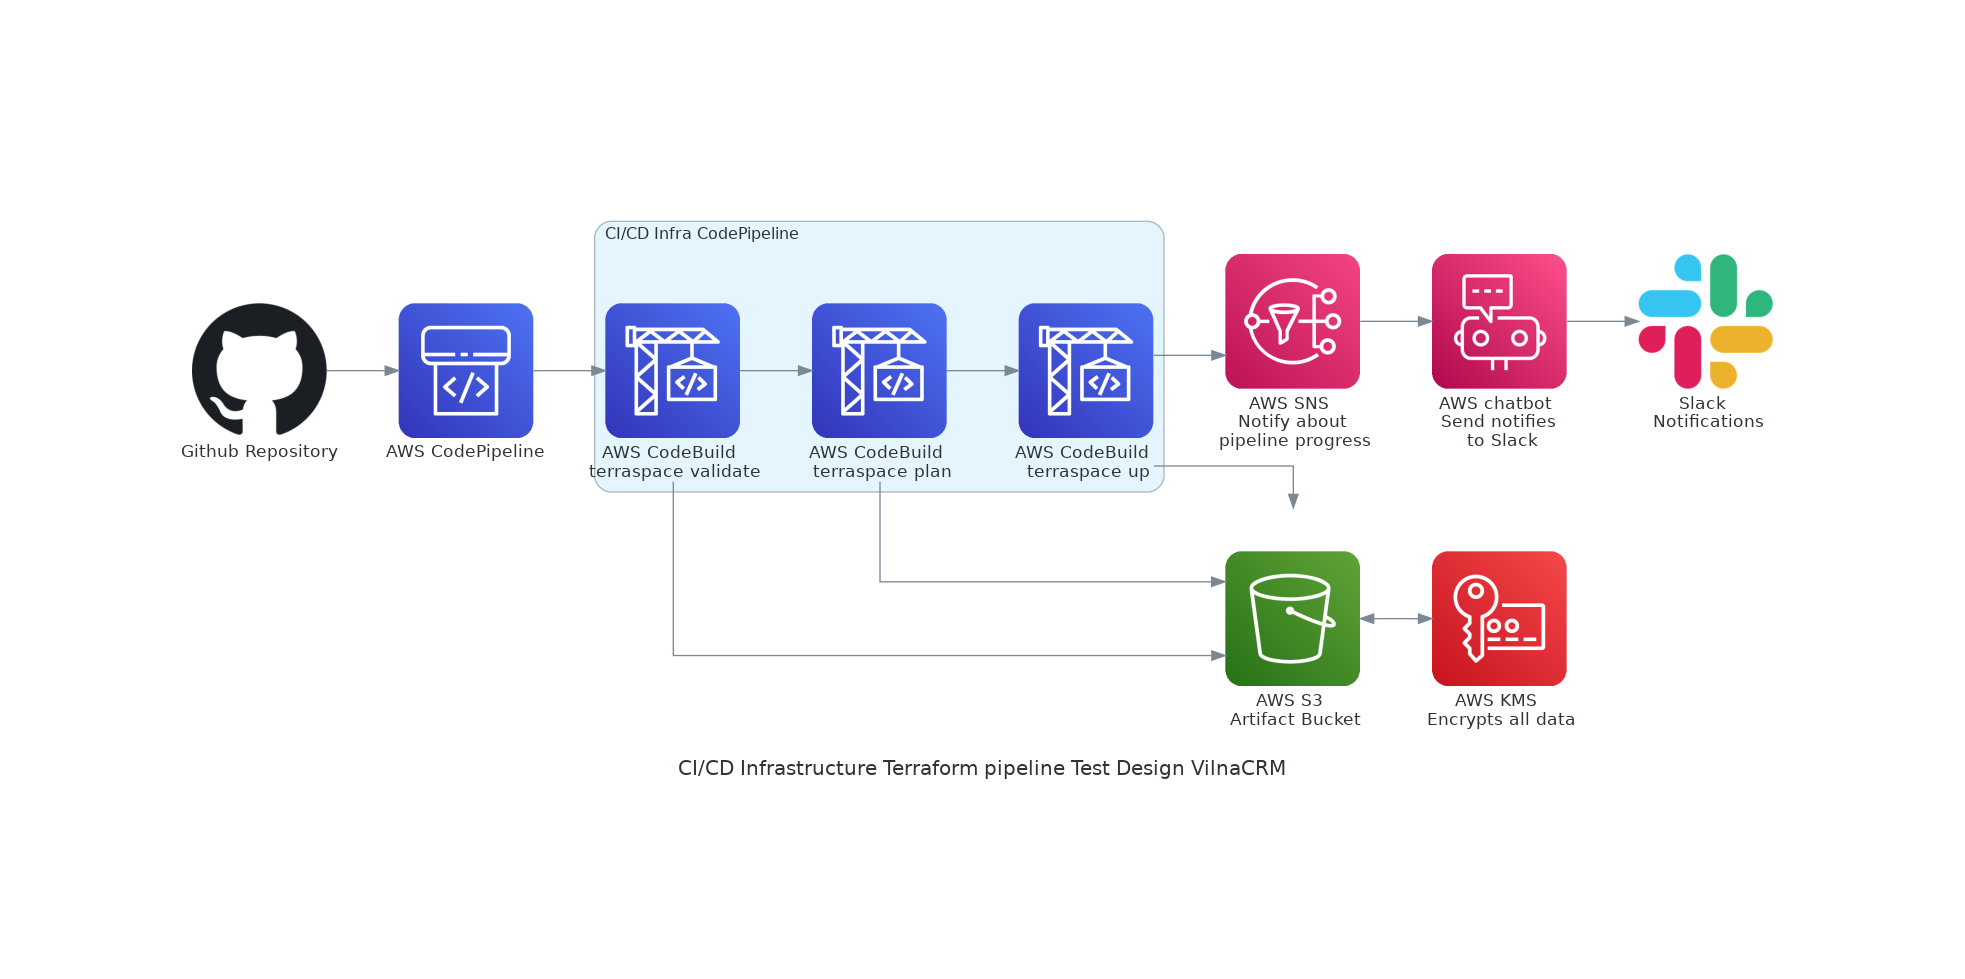 CI/CD Infra CodePipeline
Github Repository
AWS CodePipeline
AWS CodeBuild
terraspace validate
AWS CodeBuild
terraspace plan
AWS CodeBuild
terraspace up
AWS SNS
Notify about
pipeline progress
AWS chatbot
Send notifies
to Slack
Slack
Notifications
AWS S3
Artifact Bucket
AWS KMS
Encrypts all data
CI/CD Infrastructure Terraform pipeline Test Design VilnaCRM